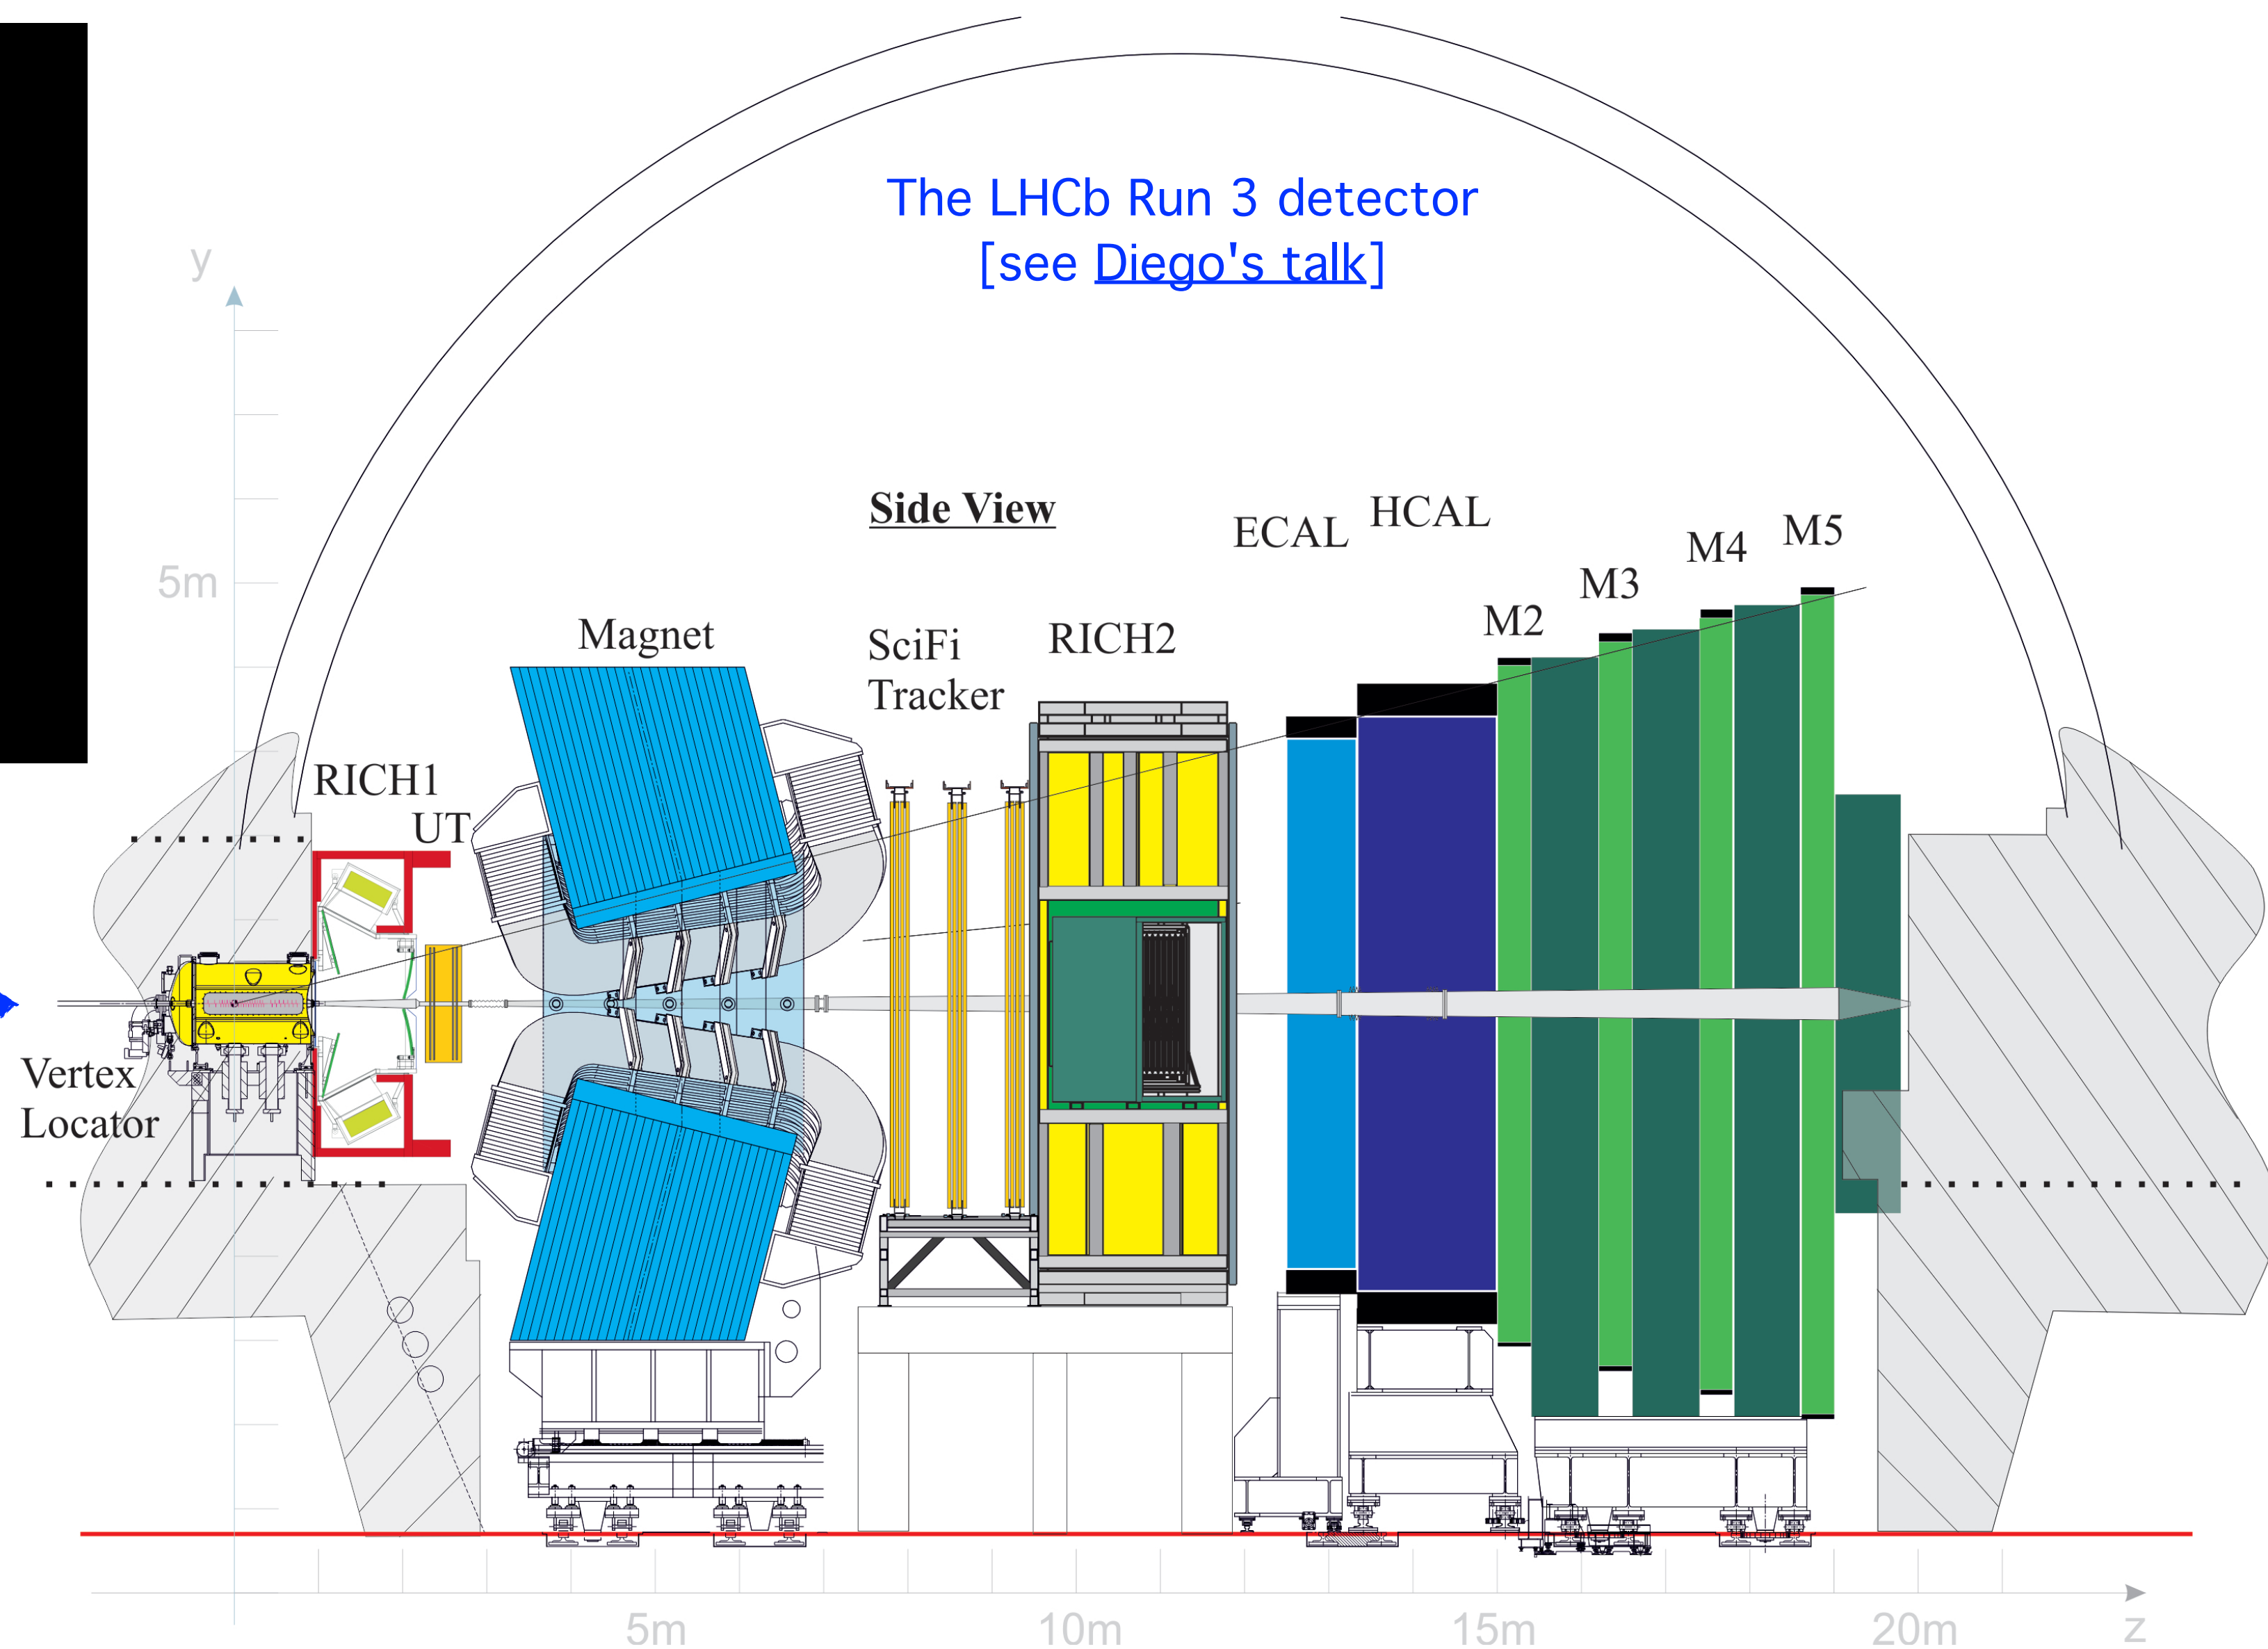 The LHCb Run 3 detector
[see Diego's talk]
y
Side View
ECAL
HCAL
M5
M4
5m
M3
M2
Magnet
SciFi
Tracker
RICH2
RICH1
UT
Vertex
Locator
5m
10m
15m
20m
z